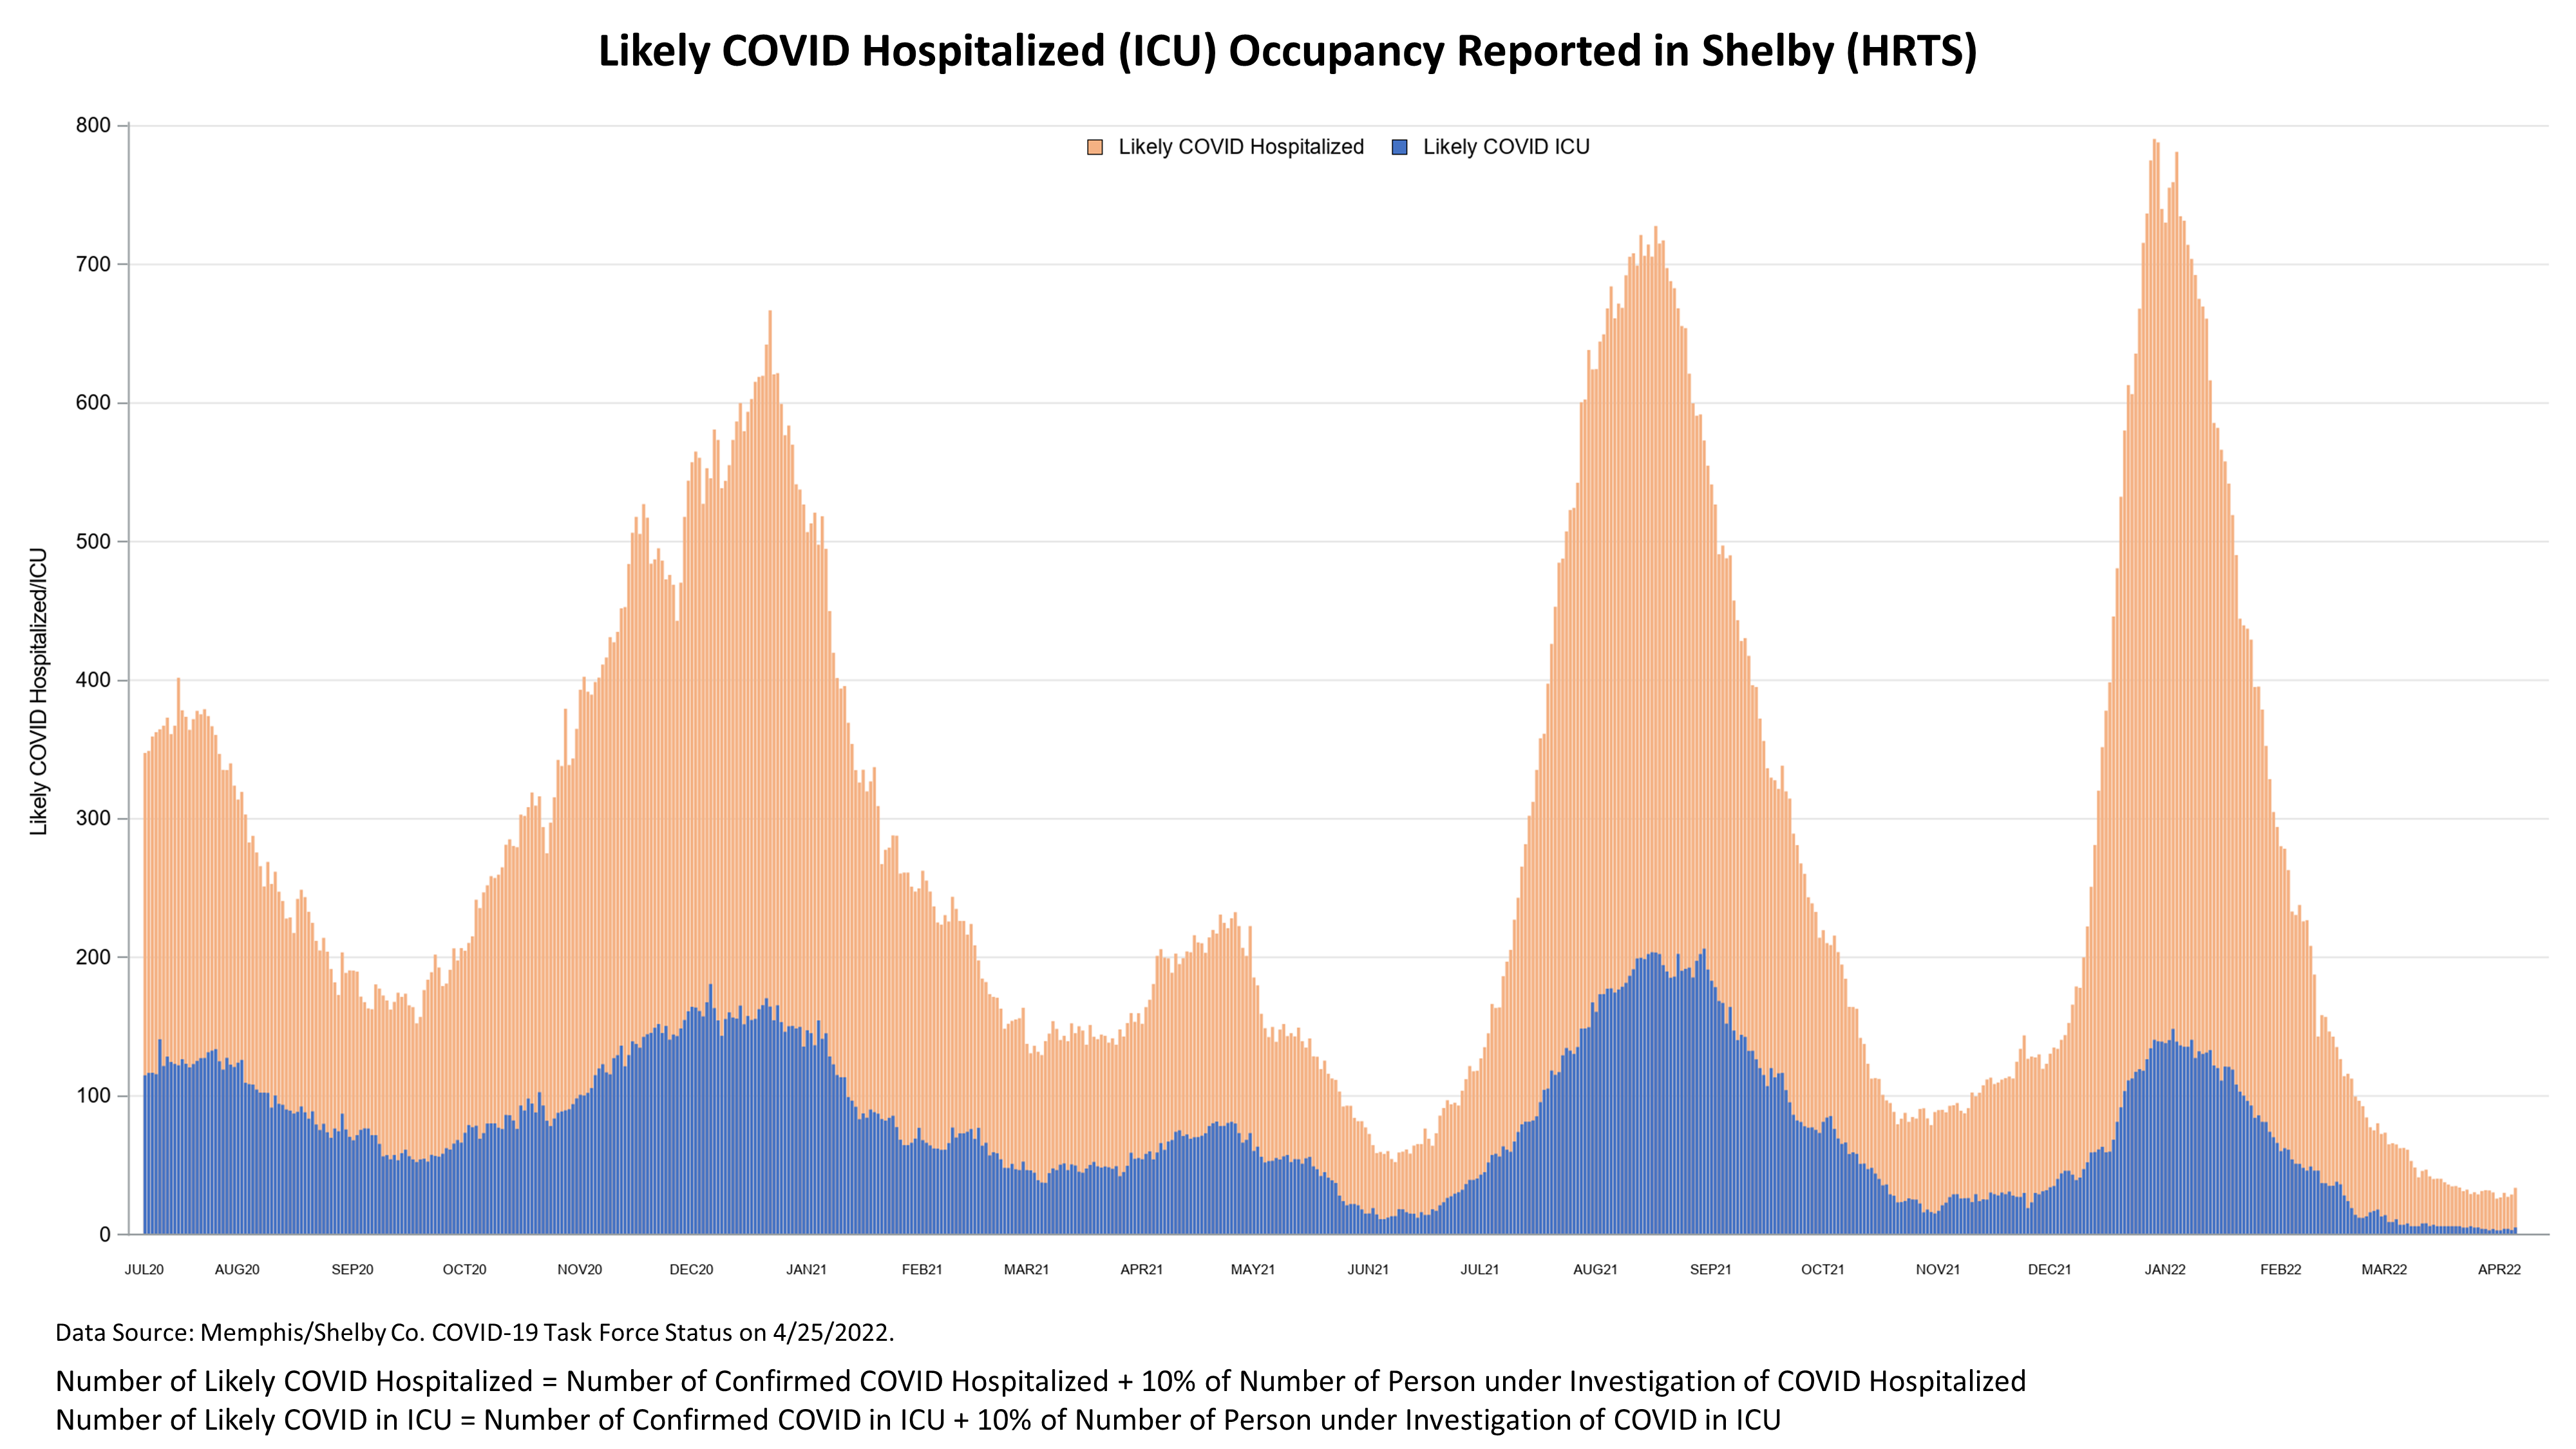 Likely COVID Hospitalized (ICU) Occupancy Reported in Shelby (HRTS)
Likely COVID Hospitalized Likely COVID ICU
Likely COVID Hospitalized/ICU
800
700
600
500
400
300
200
100
0
JUL20 AUG20 SEP20 OCT20 NOV20 DEC20 JAN21 FEB21 MAR21 APR21 MAY21 JUN21 JUL21 AUG21 SEP21 OCT21 NOV21 DEC21 JAN22 FEB22 MAR22 APR22
Data Source: Memphis/Shelby Co. COVID-19 Task Force Status on 4/25/2022.
Number of Likely COVID Hospitalized = Number of Confirmed COVID Hospitalized + 10% of Number of Person under Investigation of COVID Hospitalized
Number of Likely COVID in ICU = Number of Confirmed COVID in ICU + 10% of Number of Person under Investigation of COVID in ICU